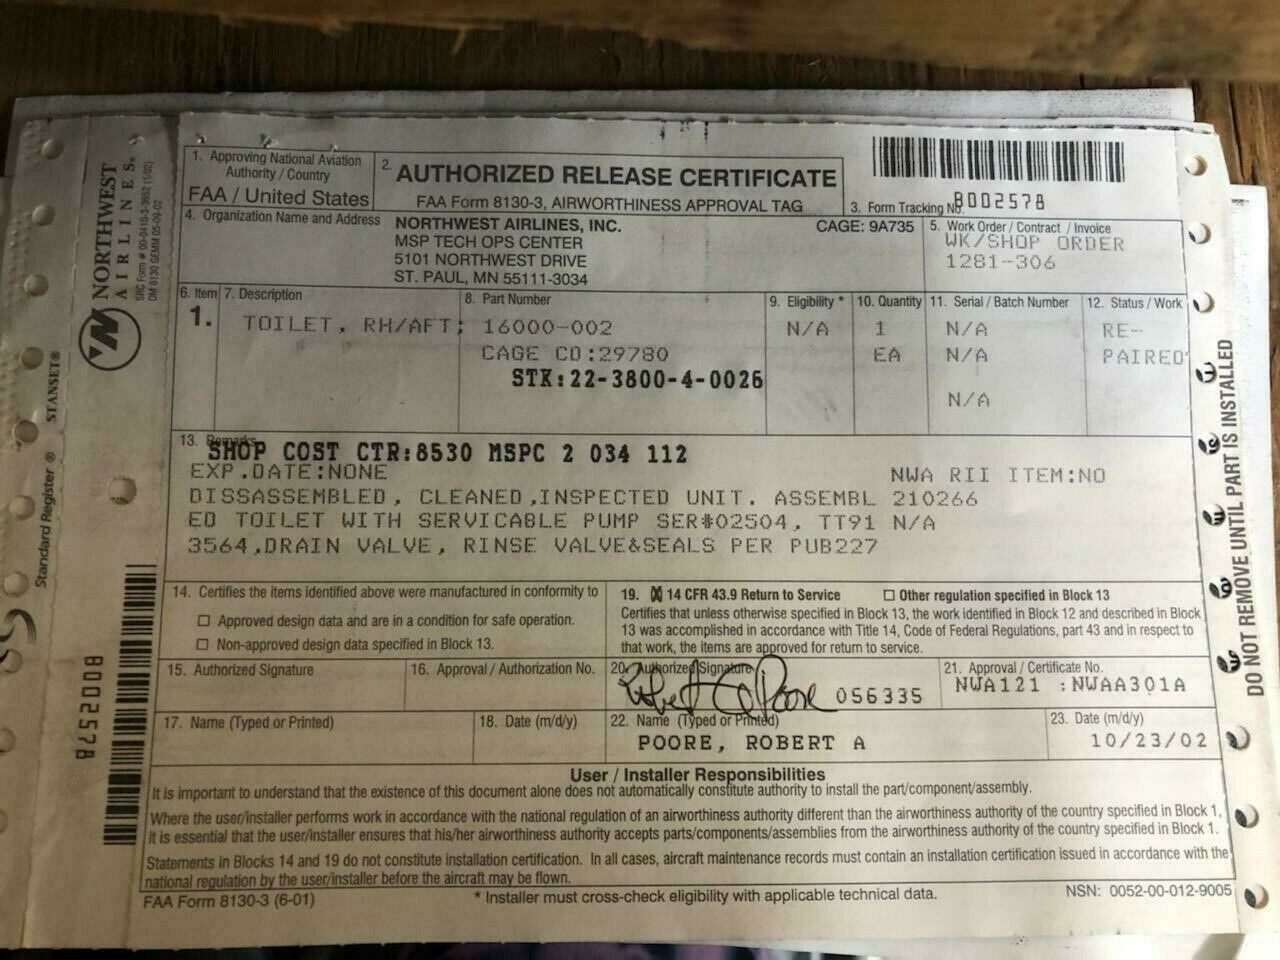 NORTHWEST
AIRLINES®
SRC Form # 00-0410-3-3652 (1/02)
OM 8130 GEMM 05-09-02
Standard Register ® STANSET®
B002578
1. Approving National Aviation
Authority / Country
FAA / United States
2. AUTHORIZED RELEASE CERTIFICATE
FAA Form 8130-3, AIRWORTHINESS APPROVAL TAG
3. Form Tracking No.
B002578
4. Organization Name and Address
NORTHWEST AIRLINES, INC.
CAGE: 9A735
MSP TECH OPS CENTER
5101 NORTHWEST DRIVE
ST. PAUL, MN 55111-3034
5. Work Order / Contract / Invoice
WK/SHOP ORDER
1281-306
6. Item 7. Description 8. Part Number 9. Eligibility * 10. Quantity 11. Serial / Batch Number 12. Status / Work
1. TOILET, RH/AFT; 16000-002 N/A 1 N/A RE-
CAGE CD:29780 EA N/A PAIRED
STK:22-3800-4-0026
N/A
13. Remarks
SHOP COST CTR:8530 MSPC 2 034 112
EXP.DATE:NONE NWA RII ITEM:NO
DISSASSEMBLED, CLEANED,INSPECTED UNIT. ASSEMBL 210266
ED TOILET WITH SERVICABLE PUMP SER#02504, TT91 N/A
3564,DRAIN VALVE, RINSE VALVE&SEALS PER PUB227
14. Certifies the items identified above were manufactured in conformity to
☐ Approved design data and are in a condition for safe operation.
☐ Non-approved design data specified in Block 13.
19. ☒ 14 CFR 43.9 Return to Service ☐ Other regulation specified in Block 13
Certifies that unless otherwise specified in Block 13, the work identified in Block 12 and described in Block
13 was accomplished in accordance with Title 14, Code of Federal Regulations, part 43 and in respect to
that work, the items are approved for return to service.
15. Authorized Signature 16. Approval / Authorization No. 20. Authorized Signature 21. Approval / Certificate No.
Robert A Poore 056335 NWA121 :NWAA301A
17. Name (Typed or Printed) 18. Date (m/d/y) 22. Name (Typed or Printed) 23. Date (m/d/y)
POORE, ROBERT A 10/23/02
User / Installer Responsibilities
It is important to understand that the existence of this document alone does not automatically constitute authority to install the part/component/assembly.
Where the user/installer performs work in accordance with the national regulation of an airworthiness authority different than the airworthiness authority of the country specified in Block 1,
it is essential that the user/installer ensures that his/her airworthiness authority accepts parts/components/assemblies from the airworthiness authority of the country specified in Block 1.
Statements in Blocks 14 and 19 do not constitute installation certification. In all cases, aircraft maintenance records must contain an installation certification issued in accordance with the
national regulation by the user/installer before the aircraft may be flown.
FAA Form 8130-3 (6-01) * Installer must cross-check eligibility with applicable technical data. NSN: 0052-00-012-9005
DO NOT REMOVE UNTIL PART IS INSTALLED